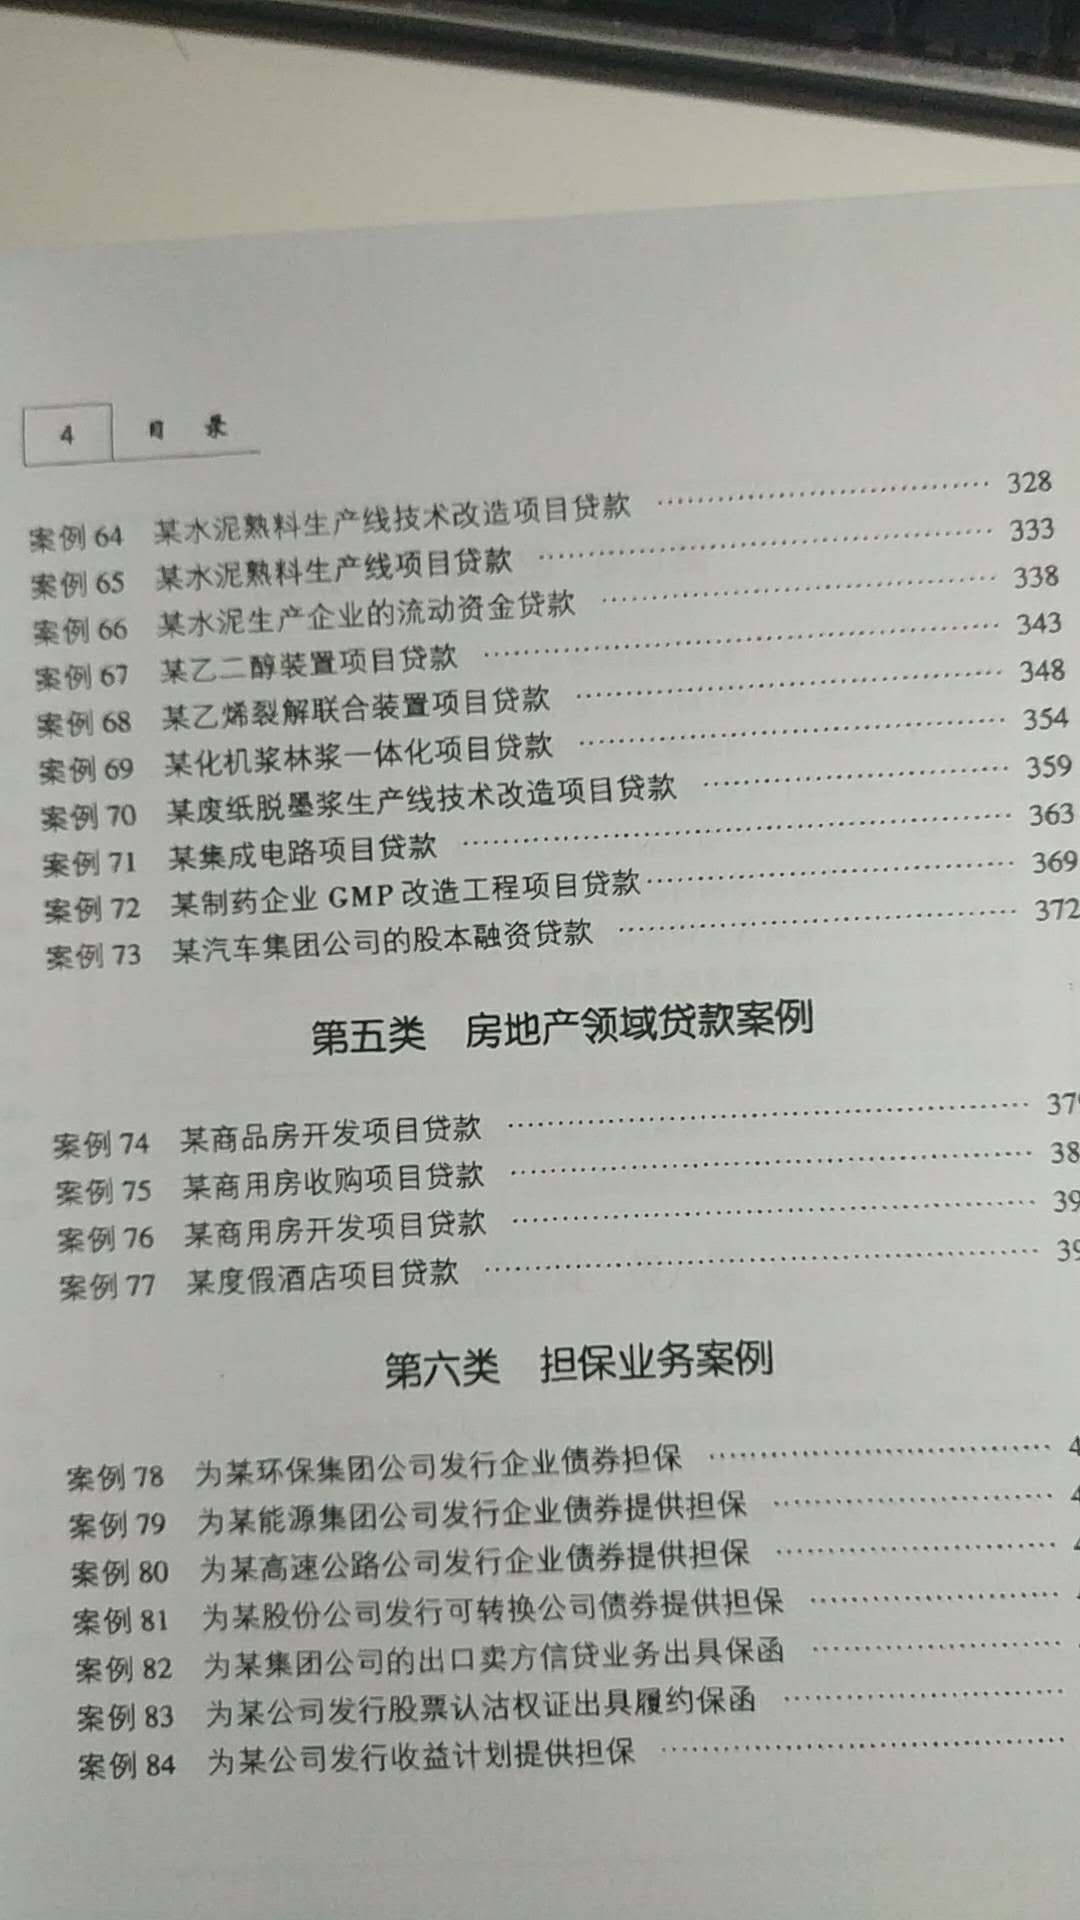 4 目 录
案例 64 某水泥熟料生产线技术改造项目贷款 …… 328
案例 65 某水泥熟料生产线项目贷款 …… 333
案例 66 某水泥生产企业的流动资金贷款 …… 338
案例 67 某乙二醇装置项目贷款 …… 343
案例 68 某乙烯裂解联合装置项目贷款 …… 348
案例 69 某化机浆林浆一体化项目贷款 …… 354
案例 70 某废纸脱墨浆生产线技术改造项目贷款 …… 359
案例 71 某集成电路项目贷款 …… 363
案例 72 某制药企业 GMP 改造工程项目贷款 …… 369
案例 73 某汽车集团公司的股本融资贷款 …… 372
第五类 房地产领域贷款案例
案例 74 某商品房开发项目贷款 …… 379
案例 75 某商用房收购项目贷款 …… 38
案例 76 某商用房开发项目贷款 …… 39
案例 77 某度假酒店项目贷款 …… 39
第六类 担保业务案例
案例 78 为某环保集团公司发行企业债券担保 …… 4
案例 79 为某能源集团公司发行企业债券提供担保 …… 4
案例 80 为某高速公路公司发行企业债券提供担保 ……
案例 81 为某股份公司发行可转换公司债券提供担保 ……
案例 82 为某集团公司的出口卖方信贷业务出具保函 ……
案例 83 为某公司发行股票认沽权证出具履约保函 ……
案例 84 为某公司发行收益计划提供担保 ……